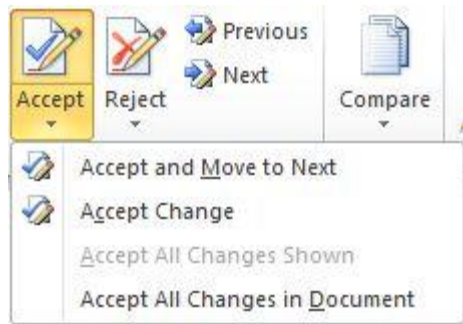 Previous
Next
Accept
Reject
Compare
Accept and Move to Next
Accept Change
Accept All Changes Shown
Accept All Changes in Document